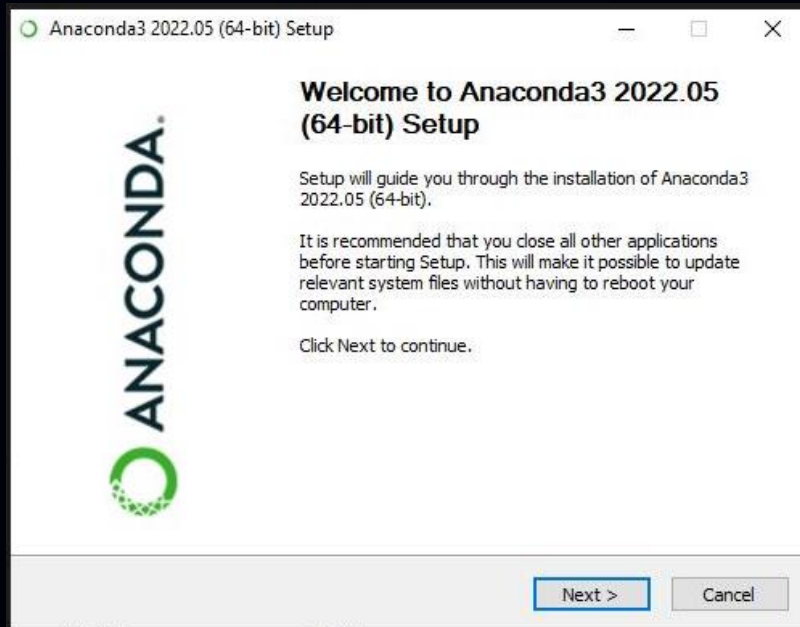 Anaconda3 2022.05 (64-bit) Setup
Welcome to Anaconda3 2022.05
(64-bit) Setup
Setup will guide you through the installation of Anaconda3
2022.05 (64-bit).
It is recommended that you close all other applications
before starting Setup. This will make it possible to update
relevant system files without having to reboot your
computer.
Click Next to continue.
ANACONDA.
Next >
Cancel